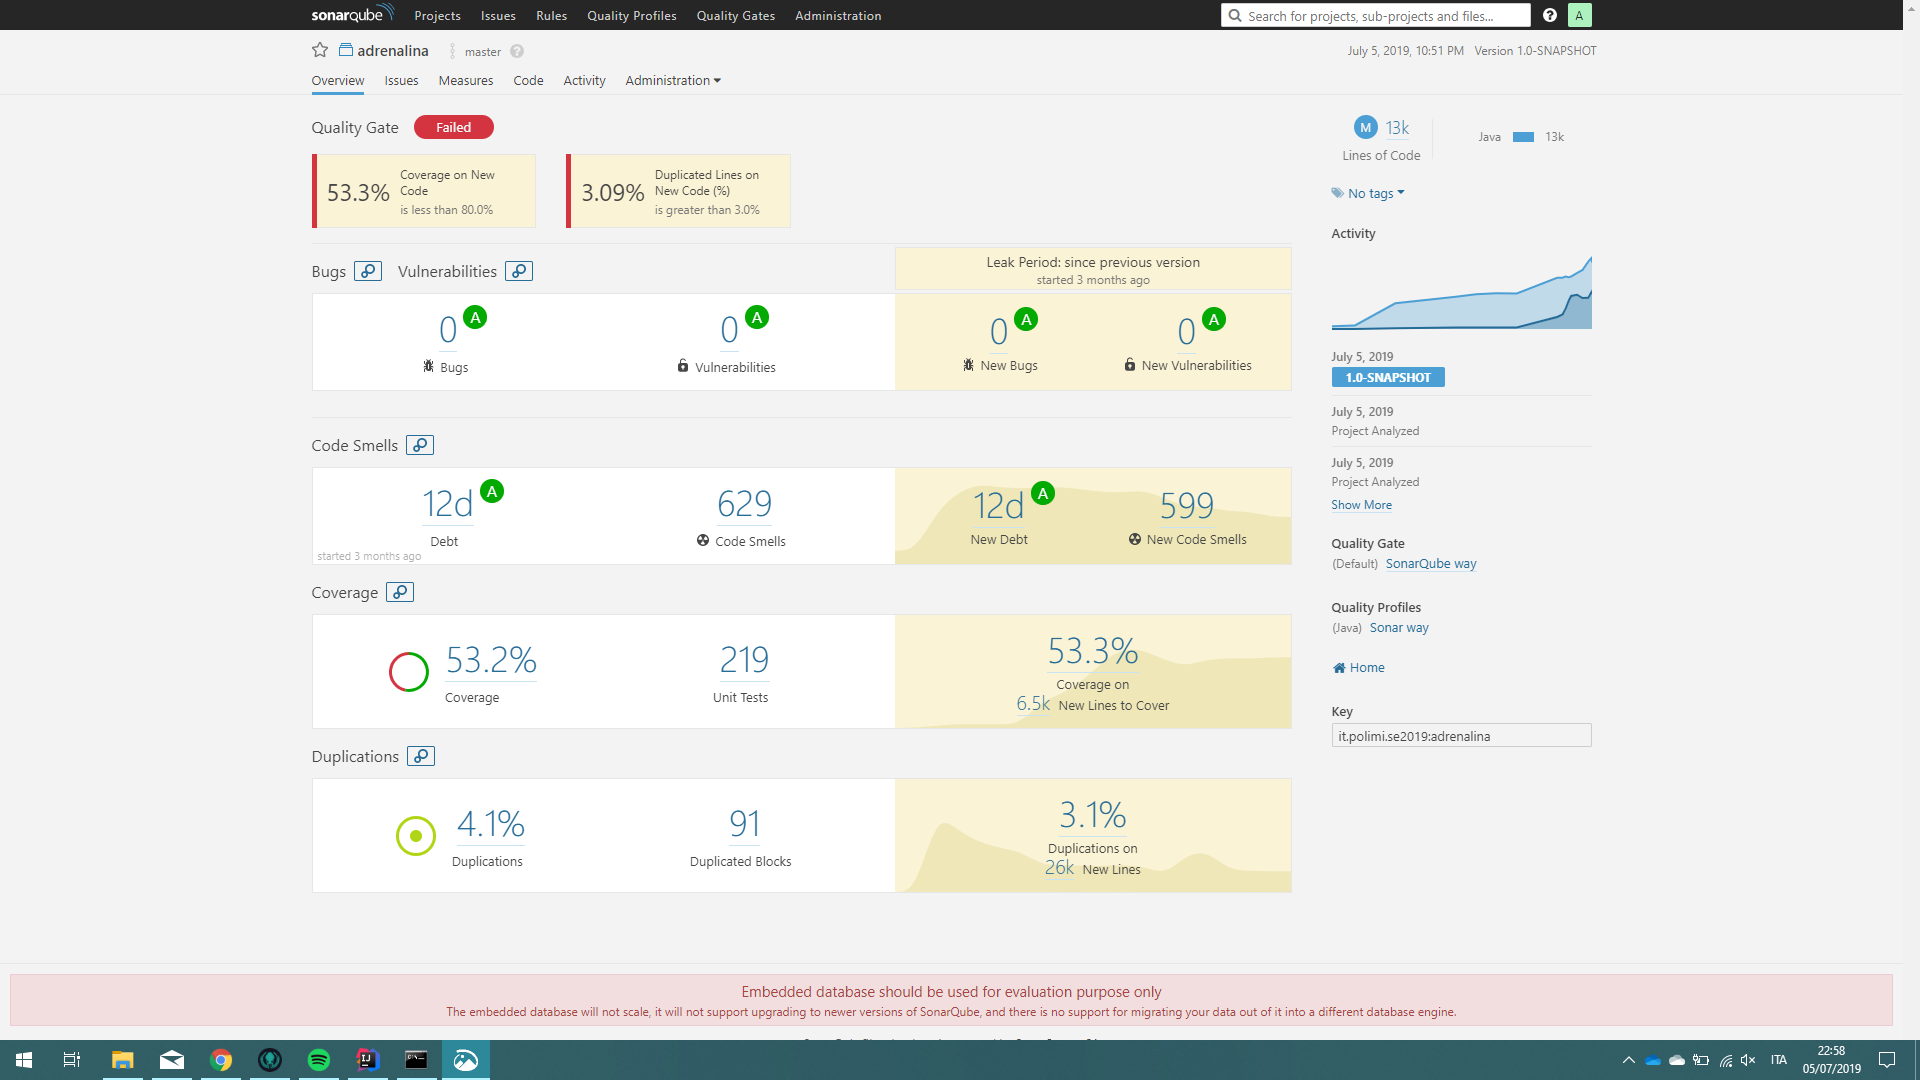 sonarqube Projects Issues Rules Quality Profiles Quality Gates Administration Search for projects, sub-projects and files... ? A
adrenalina master ? July 5, 2019, 10:51 PM Version 1.0-SNAPSHOT
Overview Issues Measures Code Activity Administration
Quality Gate Failed
53.3% Coverage on New Code
is less than 80.0%
3.09% Duplicated Lines on New Code (%)
is greater than 3.0%
Bugs Vulnerabilities
Leak Period: since previous version
started 3 months ago
0 A
Bugs
0 A
Vulnerabilities
0 A
New Bugs
0 A
New Vulnerabilities
Code Smells
12d A
Debt
started 3 months ago
629
Code Smells
12d A
New Debt
599
New Code Smells
Coverage
53.2%
Coverage
219
Unit Tests
53.3%
Coverage on
6.5k New Lines to Cover
Duplications
4.1%
Duplications
91
Duplicated Blocks
3.1%
Duplications on
26k New Lines
M 13k
Lines of Code
Java 13k
No tags
Activity
July 5, 2019
1.0-SNAPSHOT
July 5, 2019
Project Analyzed
July 5, 2019
Project Analyzed
Show More
Quality Gate
(Default) SonarQube way
Quality Profiles
(Java) Sonar way
Home
Key
it.polimi.se2019:adrenalina
Embedded database should be used for evaluation purpose only
The embedded database will not scale, it will not support upgrading to newer versions of SonarQube, and there is no support for migrating your data out of it into a different database engine.
ITA
22:58
05/07/2019